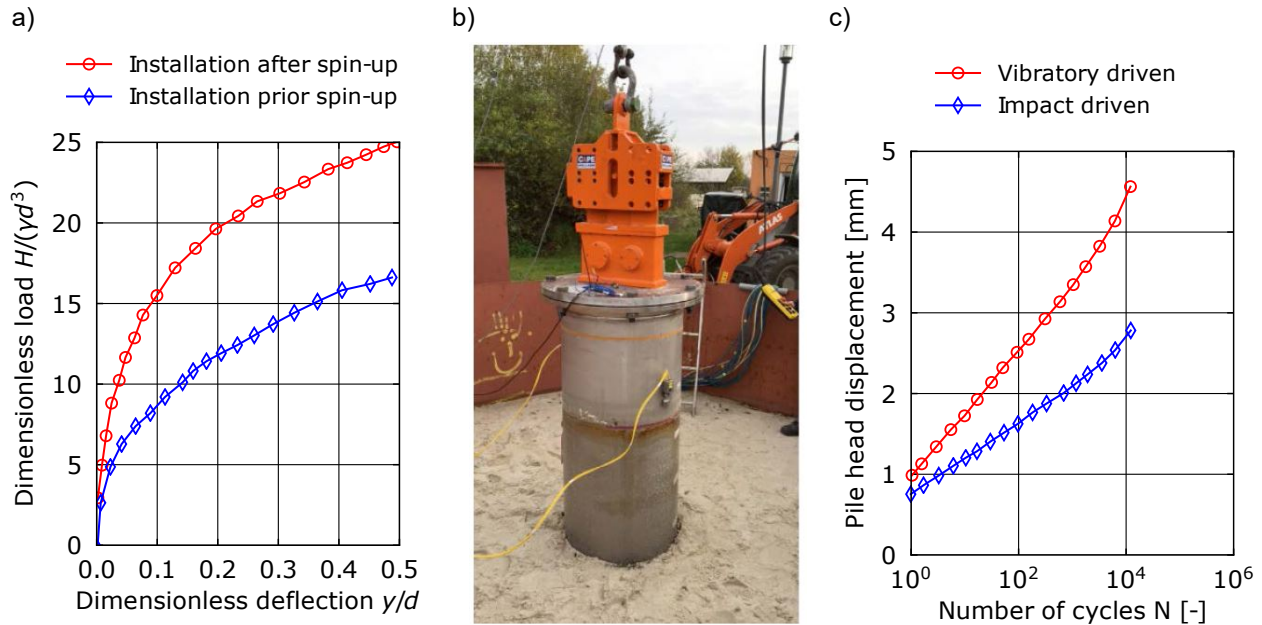 a)
Installation after spin-up
Installation prior spin-up
25
20
15
10
5
0
0.0 0.1 0.2 0.3 0.4 0.5
Dimensionless load H/(γd³)
Dimensionless deflection y/d
b)
ATLAS
c)
Vibratory driven
Impact driven
5
4
3
2
1
0
10⁰ 10² 10⁴ 10⁶
Pile head displacement [mm]
Number of cycles N [-]